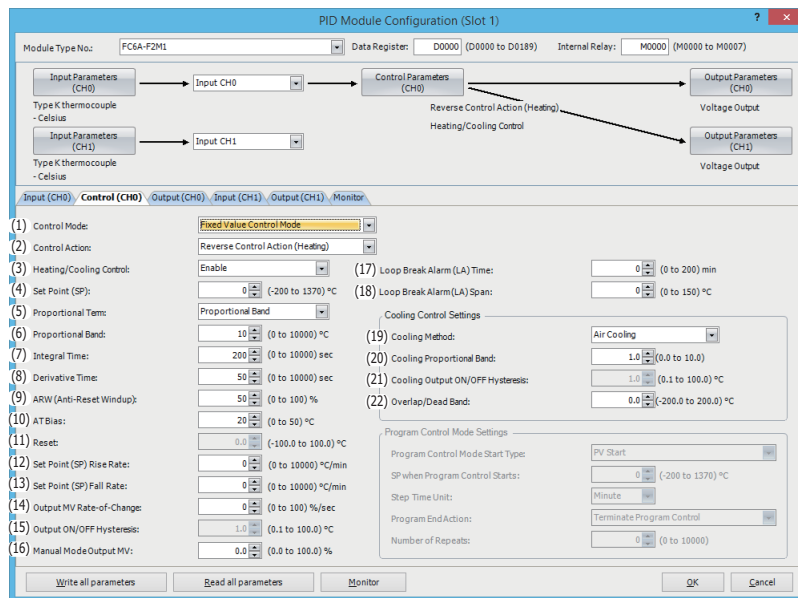 PID Module Configuration (Slot 1)
? ×
Module Type No.: FC6A-F2M1 Data Register: D0000 (D0000 to D0189) Internal Relay: M0000 (M0000 to M0007)
Input Parameters (CH0)
Input CH0
Control Parameters (CH0)
Output Parameters (CH0)
Type K thermocouple
- Celsius
Reverse Control Action (Heating)
Heating/Cooling Control
Voltage Output
Input Parameters (CH1)
Input CH1
Output Parameters (CH1)
Type K thermocouple
- Celsius
Voltage Output
Input (CH0) Control (CH0) Output (CH0) Input (CH1) Output (CH1) Monitor
(1) Control Mode: Fixed Value Control Mode
(2) Control Action: Reverse Control Action (Heating)
(3) Heating/Cooling Control: Enable
(4) Set Point (SP): 0 (-200 to 1370) °C
(5) Proportional Term: Proportional Band
(6) Proportional Band: 10 (0 to 10000) °C
(7) Integral Time: 200 (0 to 10000) sec
(8) Derivative Time: 50 (0 to 10000) sec
(9) ARW (Anti-Reset Windup): 50 (0 to 100) %
(10) AT Bias: 20 (0 to 50) °C
(11) Reset: 0.0 (-100.0 to 100.0) °C
(12) Set Point (SP) Rise Rate: 0 (0 to 10000) °C/min
(13) Set Point (SP) Fall Rate: 0 (0 to 10000) °C/min
(14) Output MV Rate-of-Change: 0 (0 to 100) %/sec
(15) Output ON/OFF Hysteresis: 1.0 (0.1 to 100.0) °C
(16) Manual Mode Output MV: 0.0 (0.0 to 100.0) %
(17) Loop Break Alarm (LA) Time: 0 (0 to 200) min
(18) Loop Break Alarm (LA) Span: 0 (0 to 150) °C
Cooling Control Settings
(19) Cooling Method: Air Cooling
(20) Cooling Proportional Band: 1.0 (0.0 to 10.0)
(21) Cooling Output ON/OFF Hysteresis: 1.0 (0.1 to 100.0) °C
(22) Overlap/Dead Band: 0.0 (-200.0 to 200.0) °C
Program Control Mode Settings
Program Control Mode Start Type: PV Start
SP when Program Control Starts: 0 (-200 to 1370) °C
Step Time Unit: Minute
Program End Action: Terminate Program Control
Number of Repeats: 0 (0 to 10000)
Write all parameters Read all parameters Monitor OK Cancel